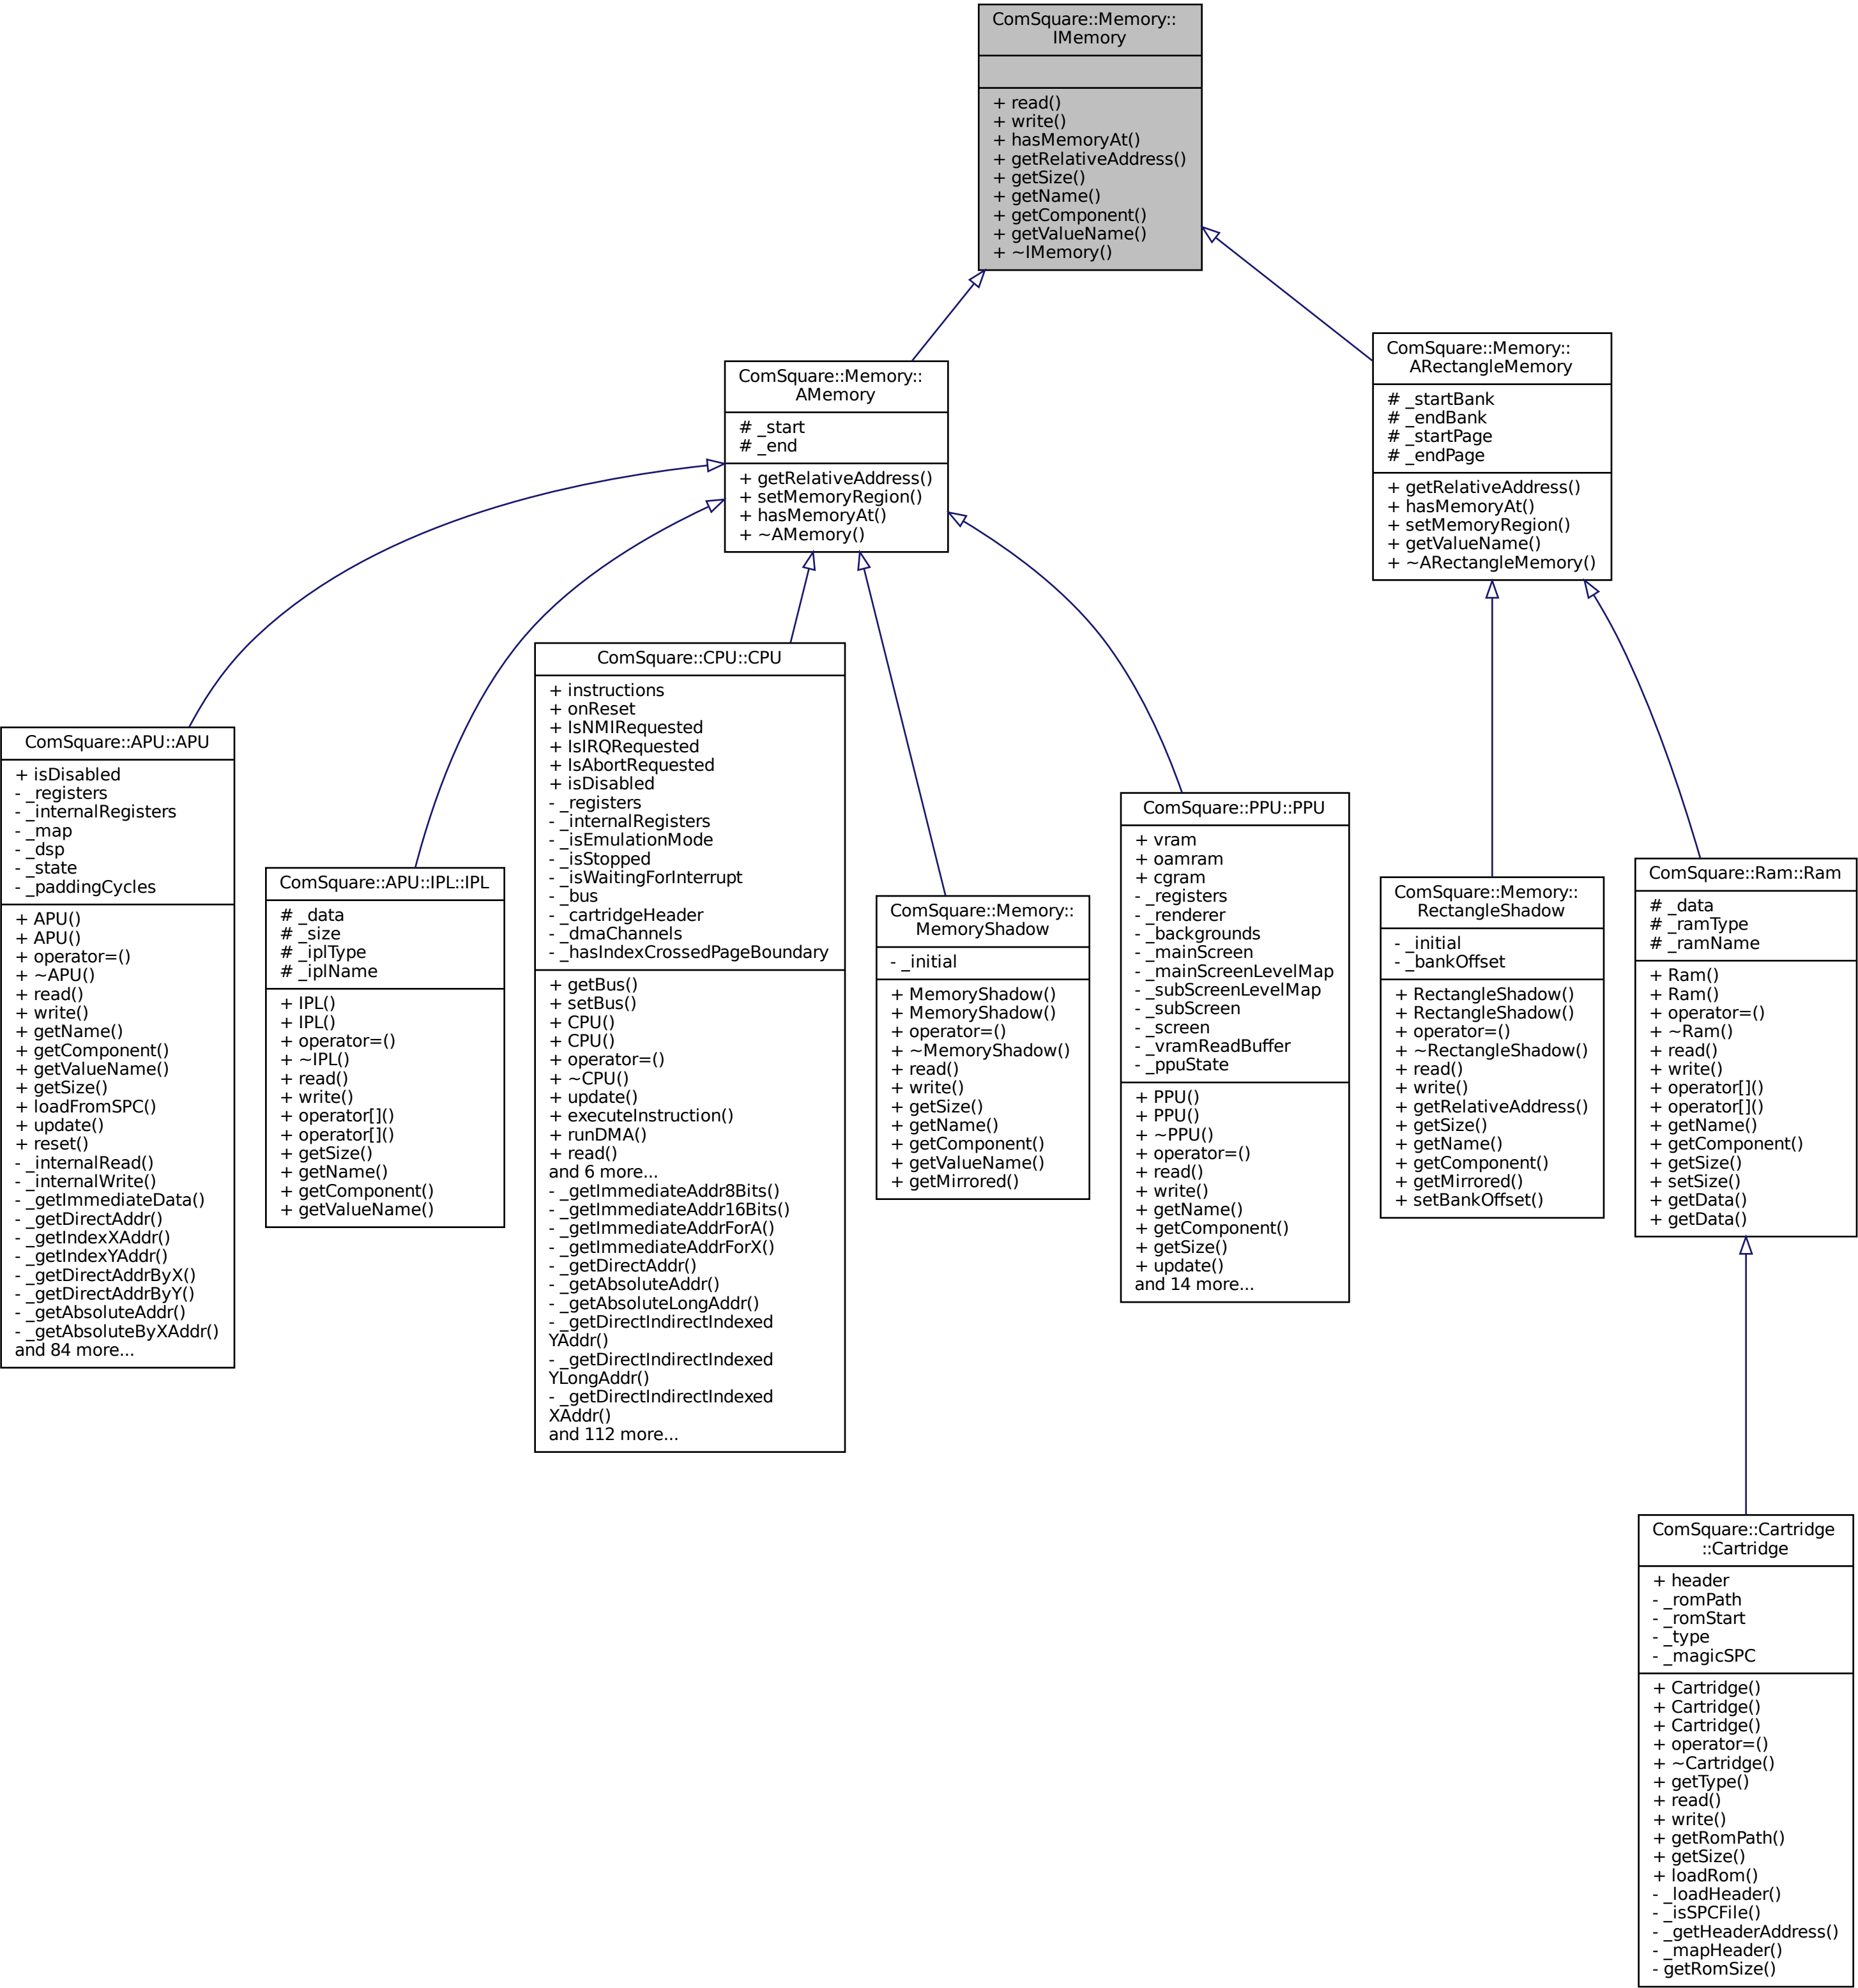 ComSquare::Memory::
IMemory
+ read()
+ write()
+ hasMemoryAt()
+ getRelativeAddress()
+ getSize()
+ getName()
+ getComponent()
+ getValueName()
+ ~IMemory()
ComSquare::Memory::
AMemory
# _start
# _end
+ getRelativeAddress()
+ setMemoryRegion()
+ hasMemoryAt()
+ ~AMemory()
ComSquare::Memory::
ARectangleMemory
# _startBank
# _endBank
# _startPage
# _endPage
+ getRelativeAddress()
+ hasMemoryAt()
+ setMemoryRegion()
+ getValueName()
+ ~ARectangleMemory()
ComSquare::APU::APU
+ isDisabled
- _registers
- _internalRegisters
- _map
- _dsp
- _state
- _paddingCycles
+ APU()
+ APU()
+ operator=()
+ ~APU()
+ read()
+ write()
+ getName()
+ getComponent()
+ getValueName()
+ getSize()
+ loadFromSPC()
+ update()
+ reset()
- _internalRead()
- _internalWrite()
- _getImmediateData()
- _getDirectAddr()
- _getIndexXAddr()
- _getIndexYAddr()
- _getDirectAddrByX()
- _getDirectAddrByY()
- _getAbsoluteAddr()
- _getAbsoluteByXAddr()
and 84 more...
ComSquare::APU::IPL::IPL
# _data
# _size
# _iplType
# _iplName
+ IPL()
+ IPL()
+ operator=()
+ ~IPL()
+ read()
+ write()
+ operator[]()
+ operator[]()
+ getSize()
+ getName()
+ getComponent()
+ getValueName()
ComSquare::CPU::CPU
+ instructions
+ onReset
+ IsNMIRequested
+ IsIRQRequested
+ IsAbortRequested
+ isDisabled
- _registers
- _internalRegisters
- _isEmulationMode
- _isStopped
- _isWaitingForInterrupt
- _bus
- _cartridgeHeader
- _dmaChannels
- _hasIndexCrossedPageBoundary
+ getBus()
+ setBus()
+ CPU()
+ CPU()
+ operator=()
+ ~CPU()
+ update()
+ executeInstruction()
+ runDMA()
+ read()
and 6 more...
- _getImmediateAddr8Bits()
- _getImmediateAddr16Bits()
- _getImmediateAddrForA()
- _getImmediateAddrForX()
- _getDirectAddr()
- _getAbsoluteAddr()
- _getAbsoluteLongAddr()
- _getDirectIndirectIndexed
YAddr()
- _getDirectIndirectIndexed
YLongAddr()
- _getDirectIndirectIndexed
XAddr()
and 112 more...
ComSquare::Memory::
MemoryShadow
- _initial
+ MemoryShadow()
+ MemoryShadow()
+ operator=()
+ ~MemoryShadow()
+ read()
+ write()
+ getSize()
+ getName()
+ getComponent()
+ getValueName()
+ getMirrored()
ComSquare::PPU::PPU
+ vram
+ oamram
+ cgram
- _registers
- _renderer
- _backgrounds
- _mainScreen
- _mainScreenLevelMap
- _subScreenLevelMap
- _subScreen
- _screen
- _vramReadBuffer
- _ppuState
+ PPU()
+ PPU()
+ ~PPU()
+ operator=()
+ read()
+ write()
+ getName()
+ getComponent()
+ getSize()
+ update()
and 14 more...
ComSquare::Memory::
RectangleShadow
- _initial
- _bankOffset
+ RectangleShadow()
+ RectangleShadow()
+ operator=()
+ ~RectangleShadow()
+ read()
+ write()
+ getRelativeAddress()
+ getSize()
+ getName()
+ getComponent()
+ getMirrored()
+ setBankOffset()
ComSquare::Ram::Ram
# _data
# _ramType
# _ramName
+ Ram()
+ Ram()
+ operator=()
+ ~Ram()
+ read()
+ write()
+ operator[]()
+ operator[]()
+ getName()
+ getComponent()
+ getSize()
+ setSize()
+ getData()
+ getData()
ComSquare::Cartridge
::Cartridge
+ header
- _romPath
- _romStart
- _type
- _magicSPC
+ Cartridge()
+ Cartridge()
+ Cartridge()
+ operator=()
+ ~Cartridge()
+ getType()
+ read()
+ write()
+ getRomPath()
+ getSize()
+ loadRom()
- _loadHeader()
- _isSPCFile()
- _getHeaderAddress()
- _mapHeader()
- getRomSize()